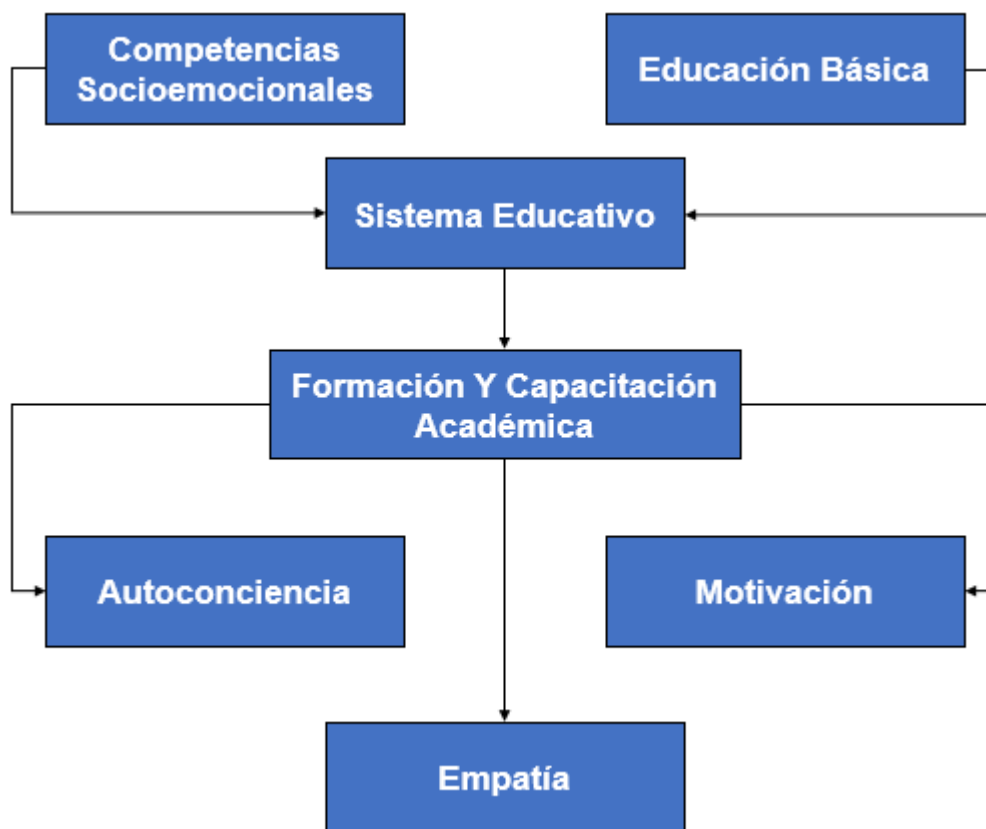 Competencias
Socioemocionales
Educación Básica
Sistema Educativo
Formación Y Capacitación
Académica
Autoconciencia
Motivación
Empatía